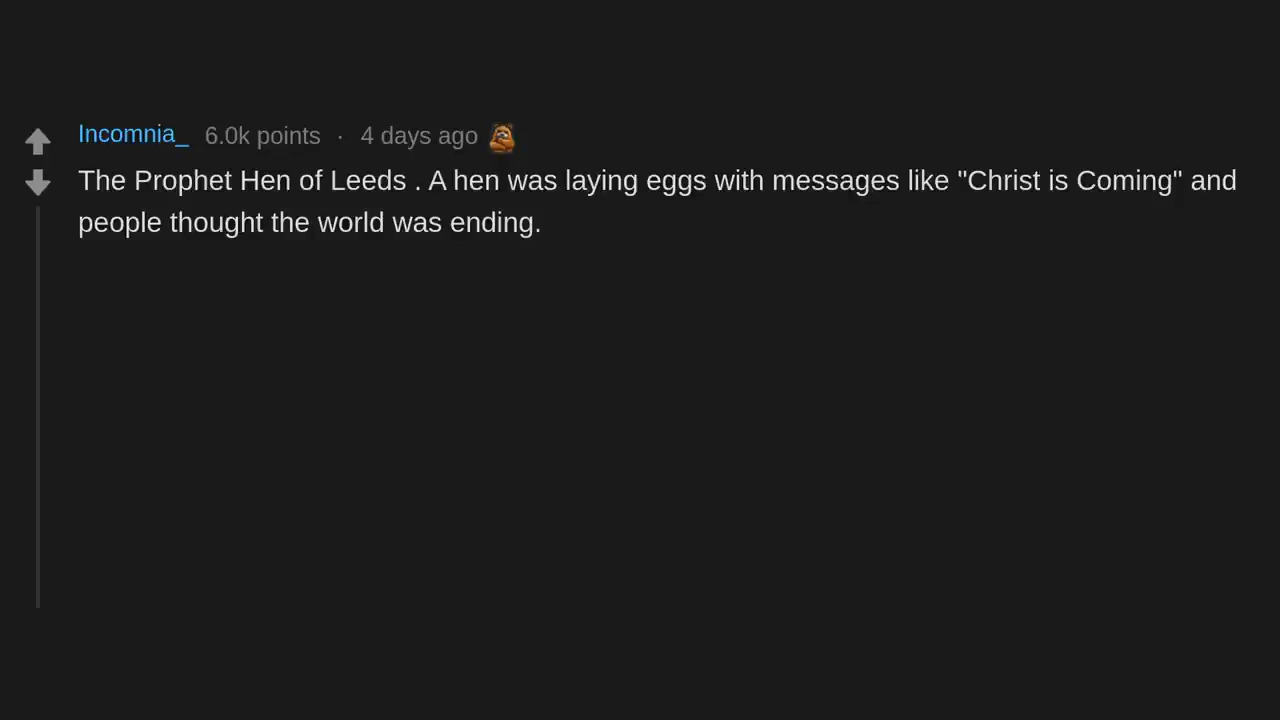 Incomnia_ 6.0k points · 4 days ago
The Prophet Hen of Leeds . A hen was laying eggs with messages like "Christ is Coming" and
people thought the world was ending.